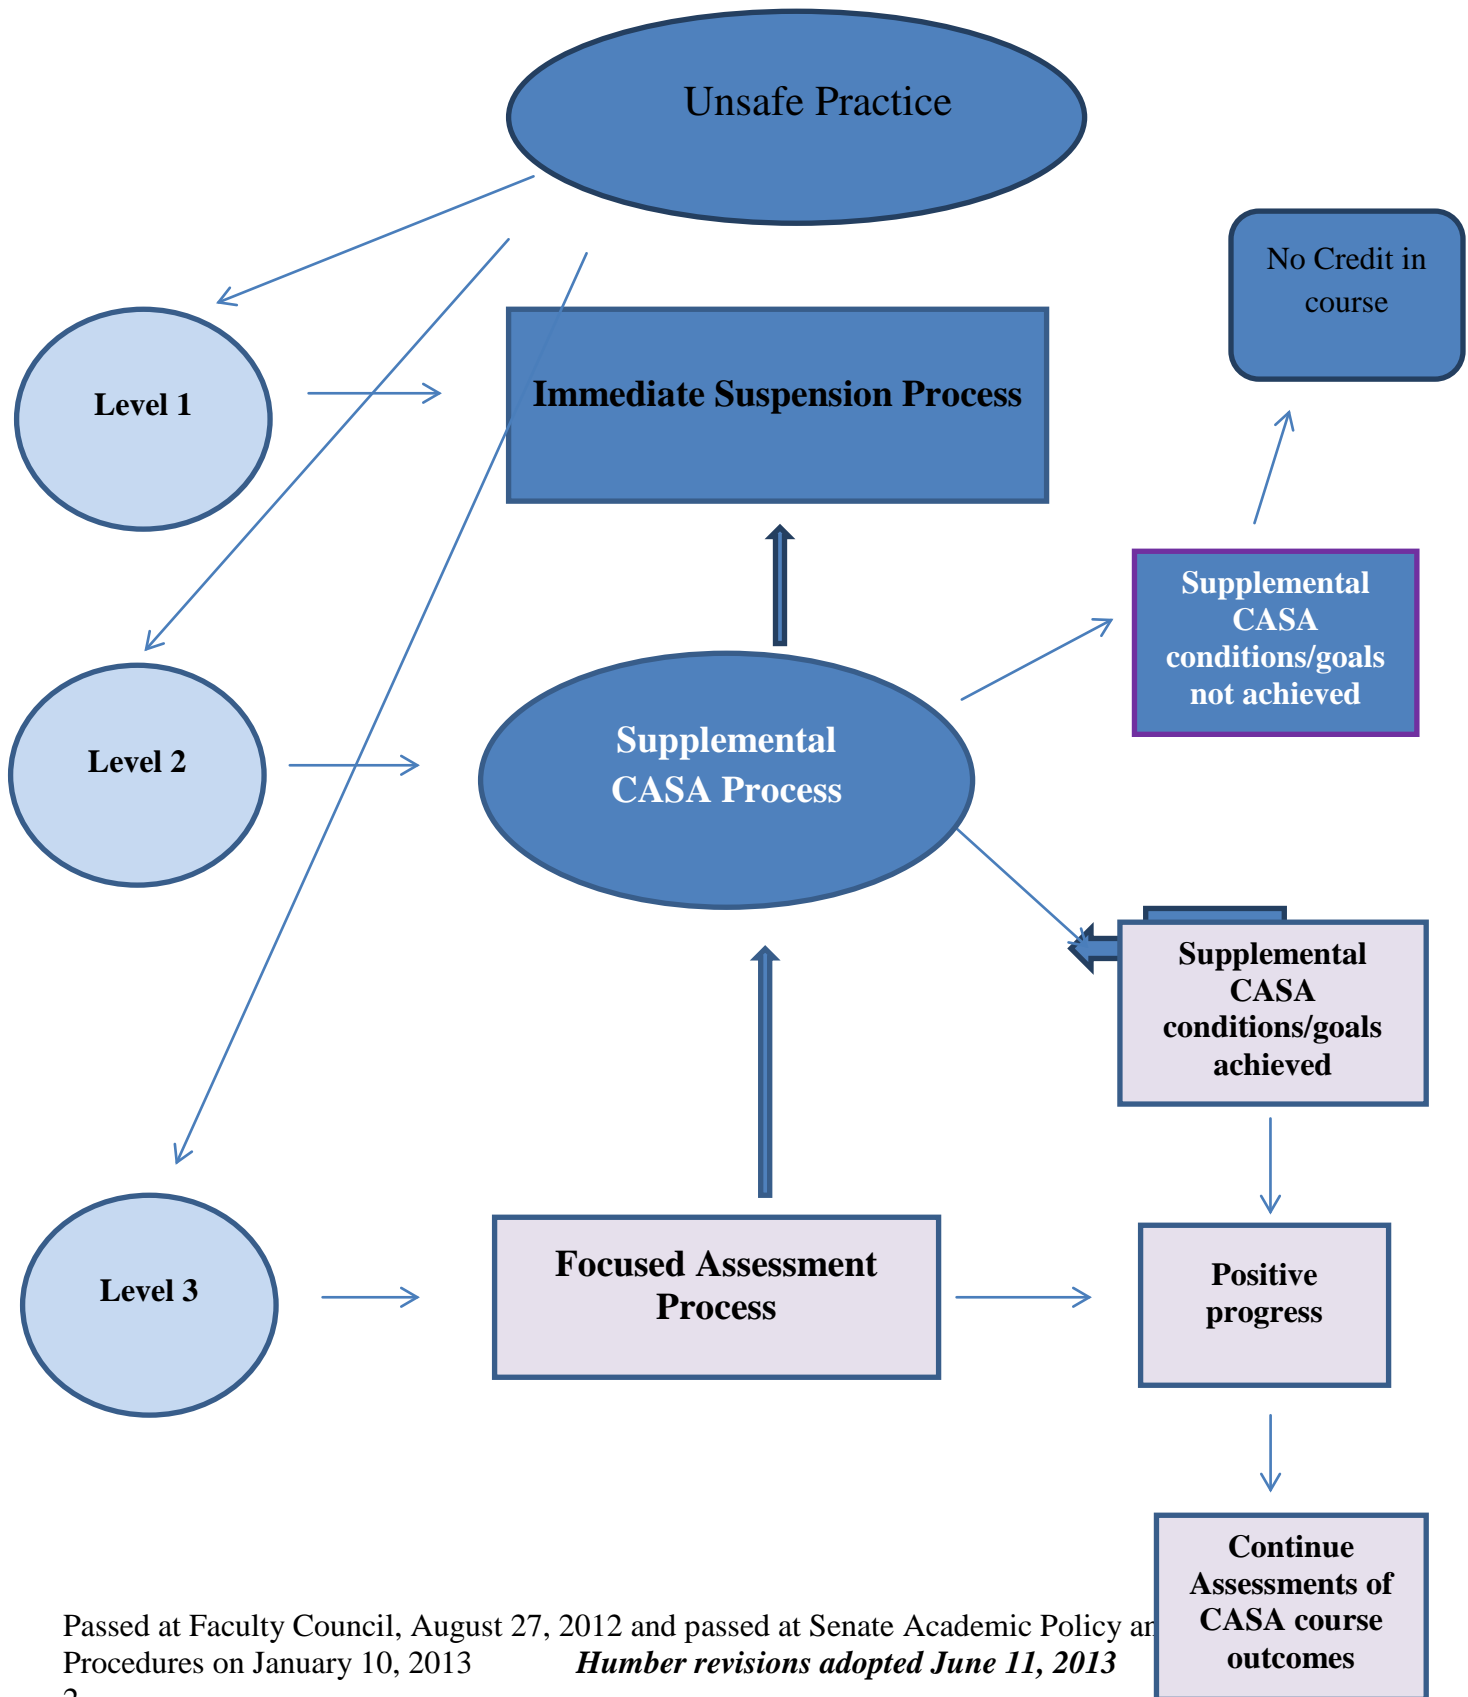 Unsafe Practice
No Credit in
course
Level 1
Immediate Suspension Process
Supplemental
CASA
conditions/goals
not achieved
Level 2
Supplemental
CASA Process
Supplemental
CASA
conditions/goals
achieved
Level 3
Focused Assessment
Process
Positive
progress
Continue
Assessments of
CASA course
outcomes
Passed at Faculty Council, August 27, 2012 and passed at Senate Academic Policy
Procedures on January 10, 2013 Humber revisions adopted June 11, 2013